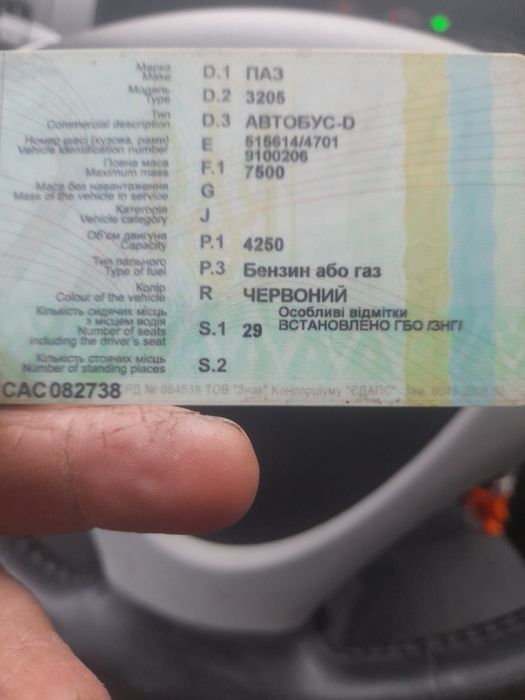 Марка D.1 ПАЗ
Make
Модель D.2 3205
Type
Тип D.3 АВТОБУС-D
Commercial description
Номер шасі (кузова, рами) E 515614/4701
Vehicle identification number 9100206
Повна маса F.1 7500
Maximum mass
Маса без навантаження G
Mass of the vehicle in service
Категорія J
Vehicle category
Об'єм двигуна P.1 4250
Capacity
Тип пального P.3 Бензин або газ
Type of fuel
Колір R ЧЕРВОНИЙ
Colour of the vehicle
Кількість сидячих місць Особливі відмітки
з місцем водія S.1 29 ВСТАНОВЛЕНО ГБО /ЗНГ/
Number of seats
including the driver's seat
Кількість стоячих місць S.2
Number of standing places
САС 082738 № 084538 ТОВ "Знак" Консорціуму "ЄДАПС"